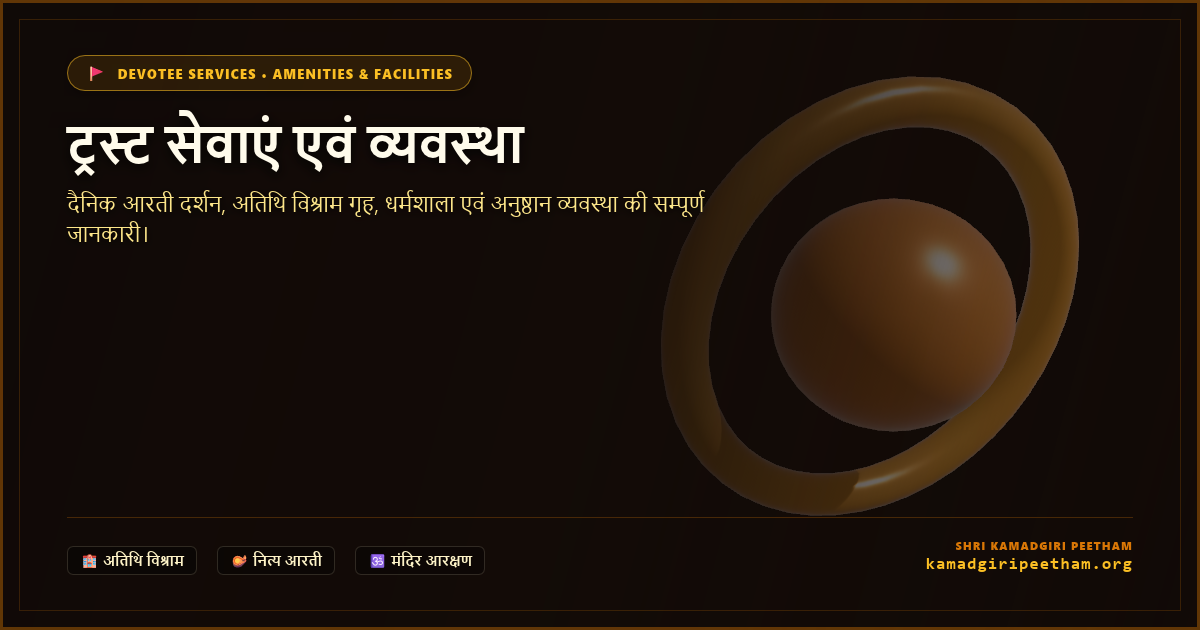 DEVOTEE SERVICES • AMENITIES & FACILITIES
ट्रस्ट सेवाएं एवं व्यवस्था
दैनिक आरती दर्शन, अतिथि विश्राम गृह, धर्मशाला एवं अनुष्ठान व्यवस्था की सम्पूर्ण
जानकारी।
अतिथि विश्राम
नित्य आरती
🕉 मंदिर आरक्षण
SHRI KAMADGIRI PEETHAM
kamadgiripeetham.org